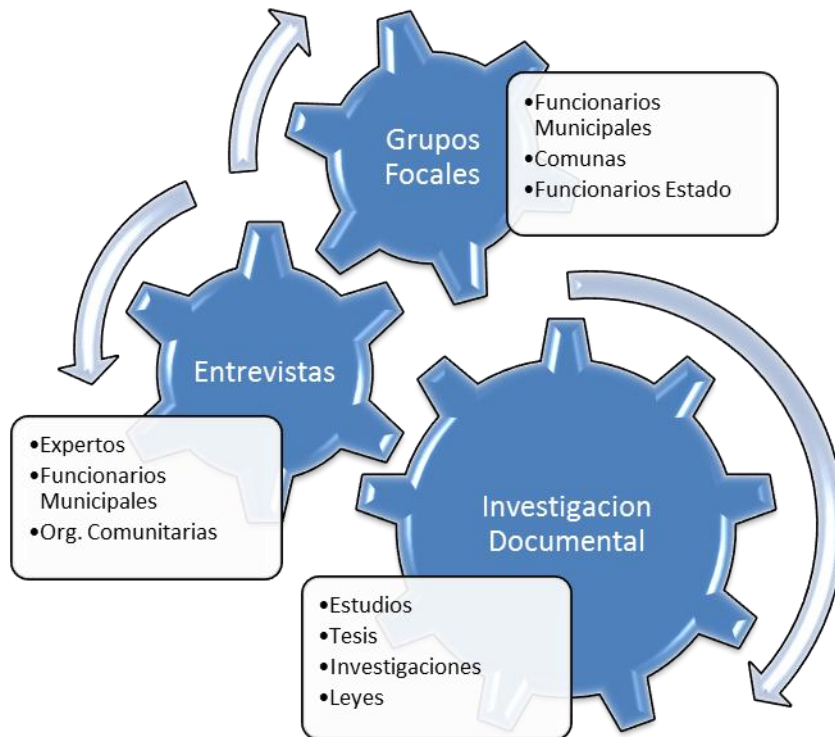 Grupos
Focales
•Funcionarios
Municipales
•Comunas
•Funcionarios Estado
Entrevistas
•Expertos
•Funcionarios
Municipales
•Org. Comunitarias
Investigacion
Documental
•Estudios
•Tesis
•Investigaciones
•Leyes